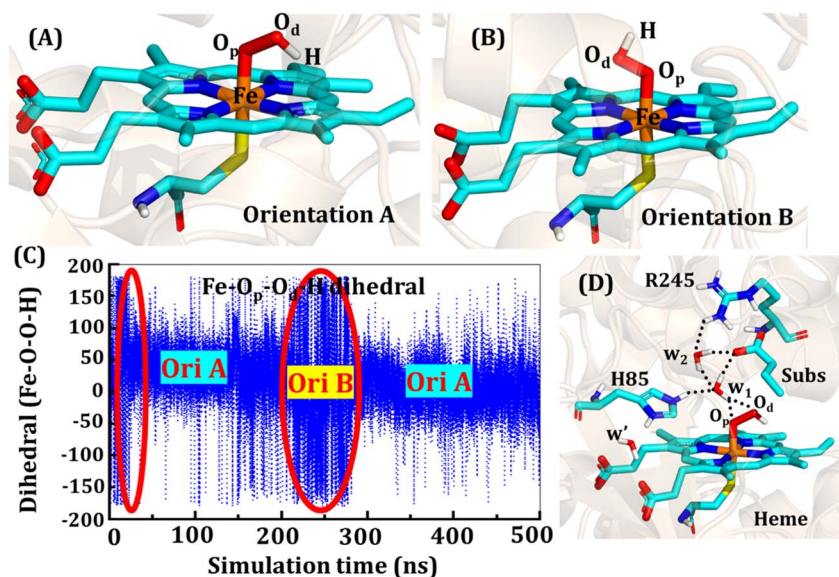 (A)
Op
Od
H
Fe
Orientation A
(B)
H
Od
Op
Fe
Orientation B
(C)
Fe-Op-Od-H dihedral
Dihedral (Fe-O-O-H)
200
150
100
50
0
-50
-100
-150
-200
Ori A
Ori B
Ori A
0
100
200
300
400
500
Simulation time (ns)
(D)
R245
W2
Subs
H85
W1
Od
Op
W'
Heme